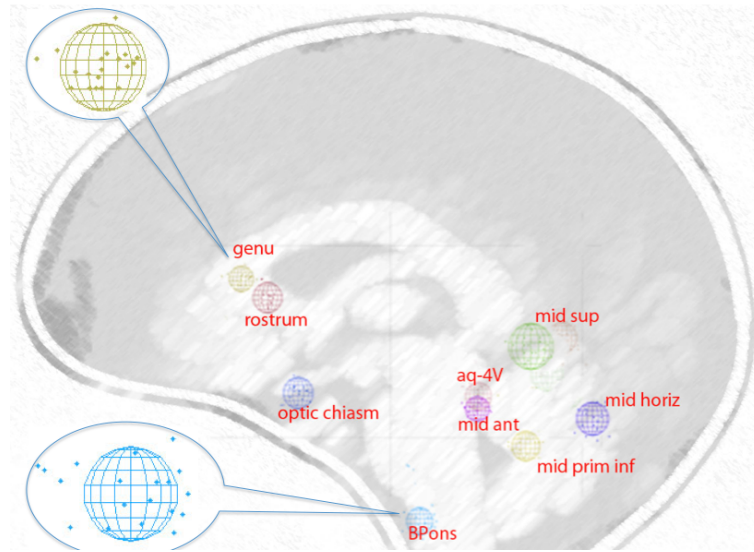 genu
rostrum
mid sup
aq-4V
optic chiasm
mid ant
mid horiz
mid prim inf
BPons